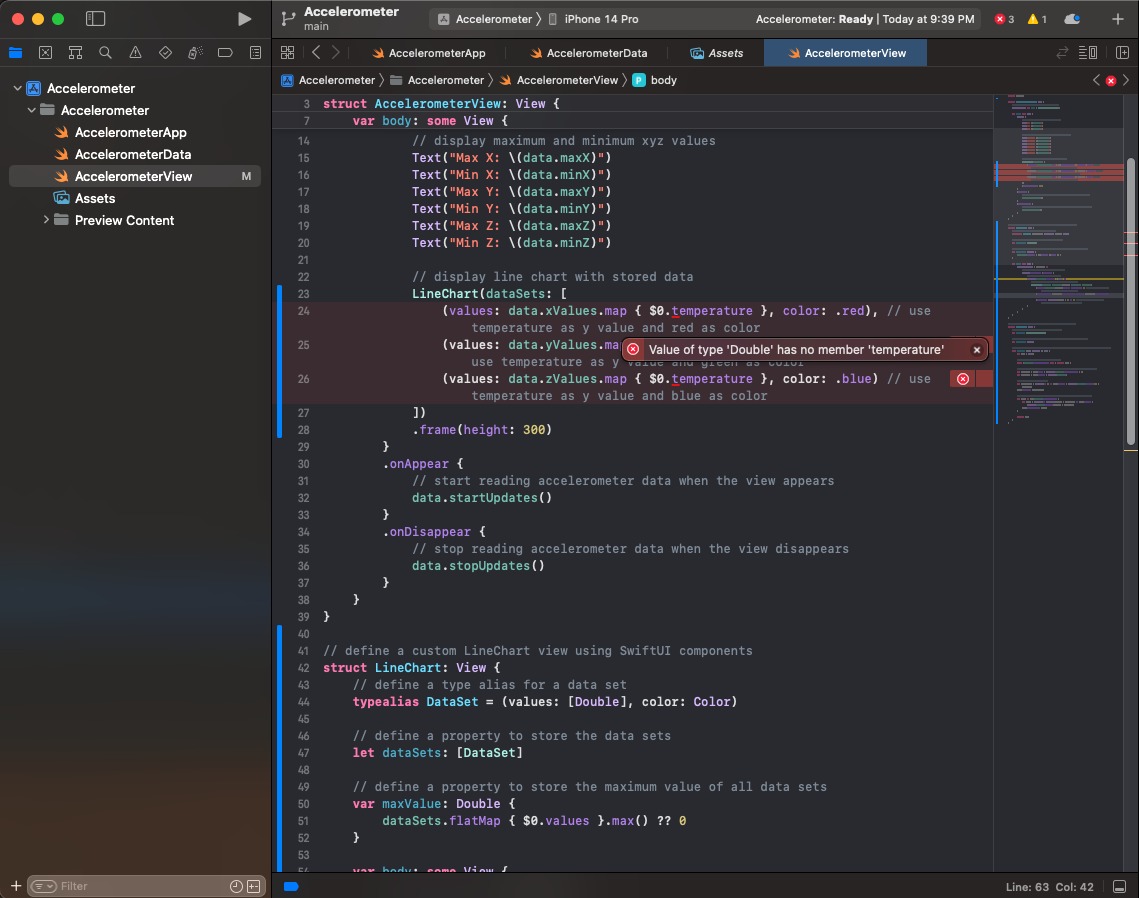 Accelerometer
main
Accelerometer 〉 iPhone 14 Pro
Accelerometer: Ready | Today at 9:39 PM
3
1
AccelerometerApp
AccelerometerData
Assets
AccelerometerView
Accelerometer 〉 Accelerometer 〉 AccelerometerView 〉 P body
Accelerometer
Accelerometer
AccelerometerApp
AccelerometerData
AccelerometerView M
Assets
Preview Content
Filter
3 struct AccelerometerView: View {
7 var body: some View {
14 // display maximum and minimum xyz values
15 Text("Max X: \(data.maxX)")
16 Text("Min X: \(data.minX)")
17 Text("Max Y: \(data.maxY)")
18 Text("Min Y: \(data.minY)")
19 Text("Max Z: \(data.maxZ)")
20 Text("Min Z: \(data.minZ)")
21
22 // display line chart with stored data
23 LineChart(dataSets: [
24 (values: data.xValues.map { $0.temperature }, color: .red), // use
temperature as y value and red as color
25 (values: data.yValues.ma
Value of type 'Double' has no member 'temperature'
use temperature as y value and green as color
26 (values: data.zValues.map { $0.temperature }, color: .blue) // use
temperature as y value and blue as color
27 ])
28 .frame(height: 300)
29 }
30 .onAppear {
31 // start reading accelerometer data when the view appears
32 data.startUpdates()
33 }
34 .onDisappear {
35 // stop reading accelerometer data when the view disappears
36 data.stopUpdates()
37 }
38 }
39 }
40
41 // define a custom LineChart view using SwiftUI components
42 struct LineChart: View {
43 // define a type alias for a data set
44 typealias DataSet = (values: [Double], color: Color)
45
46 // define a property to store the data sets
47 let dataSets: [DataSet]
48
49 // define a property to store the maximum value of all data sets
50 var maxValue: Double {
51 dataSets.flatMap { $0.values }.max() ?? 0
52 }
53
54 var body: some View {
Line: 63 Col: 42